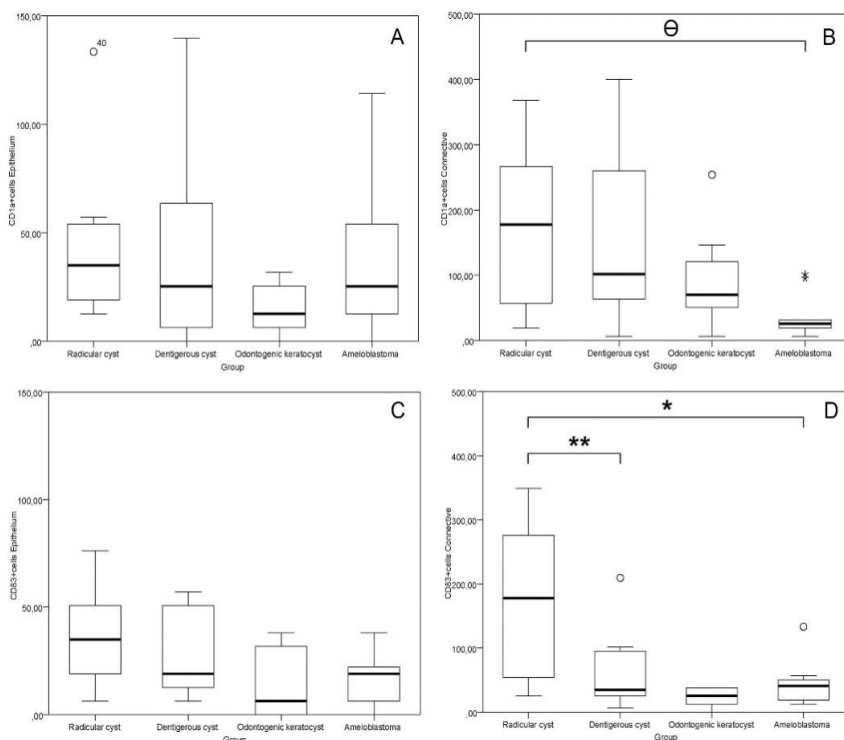 A
150,00
100,00
50,00
,00
CD1a+cells Epithelium
40
Radicular cyst Dentigerous cyst Odontogenic keratocyst Ameloblastoma
Group
B
500,00
400,00
300,00
200,00
100,00
,00
CD1a+cells Connective
Ɵ
*
*
Radicular cyst Dentigerous cyst Odontogenic keratocyst Ameloblastoma
Group
C
150,00
100,00
50,00
,00
CD83+cells Epithelium
Radicular cyst Dentigerous cyst Odontogenic keratocyst Ameloblastoma
Group
D
500,00
400,00
300,00
200,00
100,00
,00
CD83+cells Connective
*
**
Radicular cyst Dentigerous cyst Odontogenic keratocyst Ameloblastoma
Group